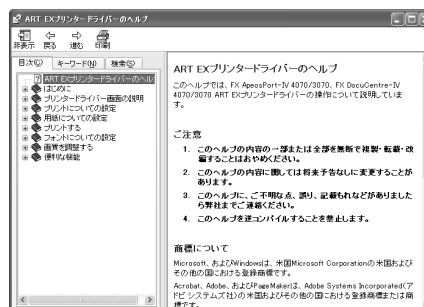 ART EXプリンタードライバーのヘルプ
非表示 戻る 進む 印刷
目次(C) キーワード(N) 検索(S)
ART EXプリンタードライバーのヘル
はじめに
プリンタードライバー画面の説明
プリントについての設定
用紙についての設定
プリントする
フォントについての設定
画質を調整する
便利な機能
ART EXプリンタードライバーのヘルプ
このヘルプでは、FX ApeosPort-IV 4070/3070、FX DocuCentre-IV
4070/3070 ART EXプリンタードライバーの操作について説明していま
す。
ご注意
1. このヘルプの内容の一部または全部を無断で複製・転載・改
編することはおやめください。
2. このヘルプの内容に関しては将来予告なしに変更することが
あります。
3. このヘルプに、ご不明な点、誤り、記載もれなどがありました
ら弊社までご連絡ください。
4. このヘルプを逆コンパイルすることを禁止します。
商標について
Microsoft、およびWindowsは、米国Microsoft Corporationの米国および
その他の国における登録商標です。
Acrobat、Adobe、およびPageMakerは、Adobe Systems Incorporated(ア
ドビ システムズ社)の米国およびその他の国における登録商標または商
標です。